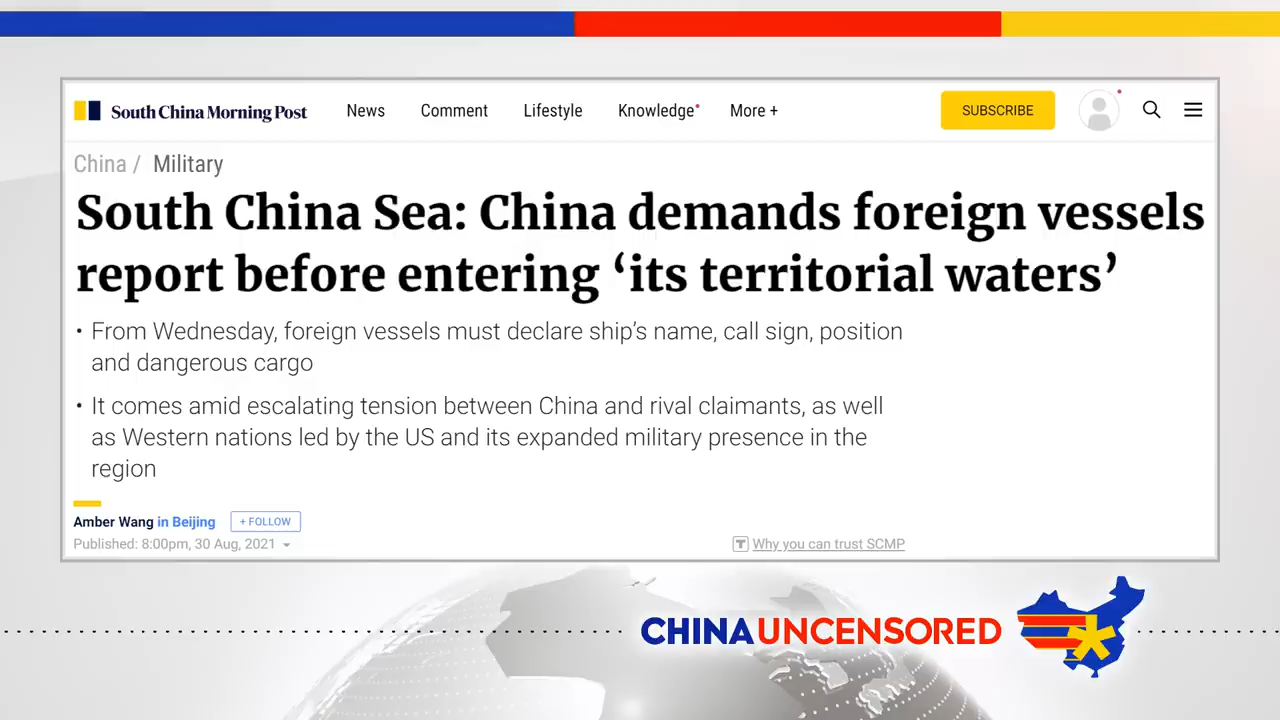 South China Morning Post News Comment Lifestyle Knowledge More + SUBSCRIBE
China / Military
South China Sea: China demands foreign vessels
report before entering ‘its territorial waters’
• From Wednesday, foreign vessels must declare ship’s name, call sign, position
and dangerous cargo
• It comes amid escalating tension between China and rival claimants, as well
as Western nations led by the US and its expanded military presence in the
region
Amber Wang in Beijing + FOLLOW
Published: 8:00pm, 30 Aug, 2021
T Why you can trust SCMP
CHINA UNCENSORED